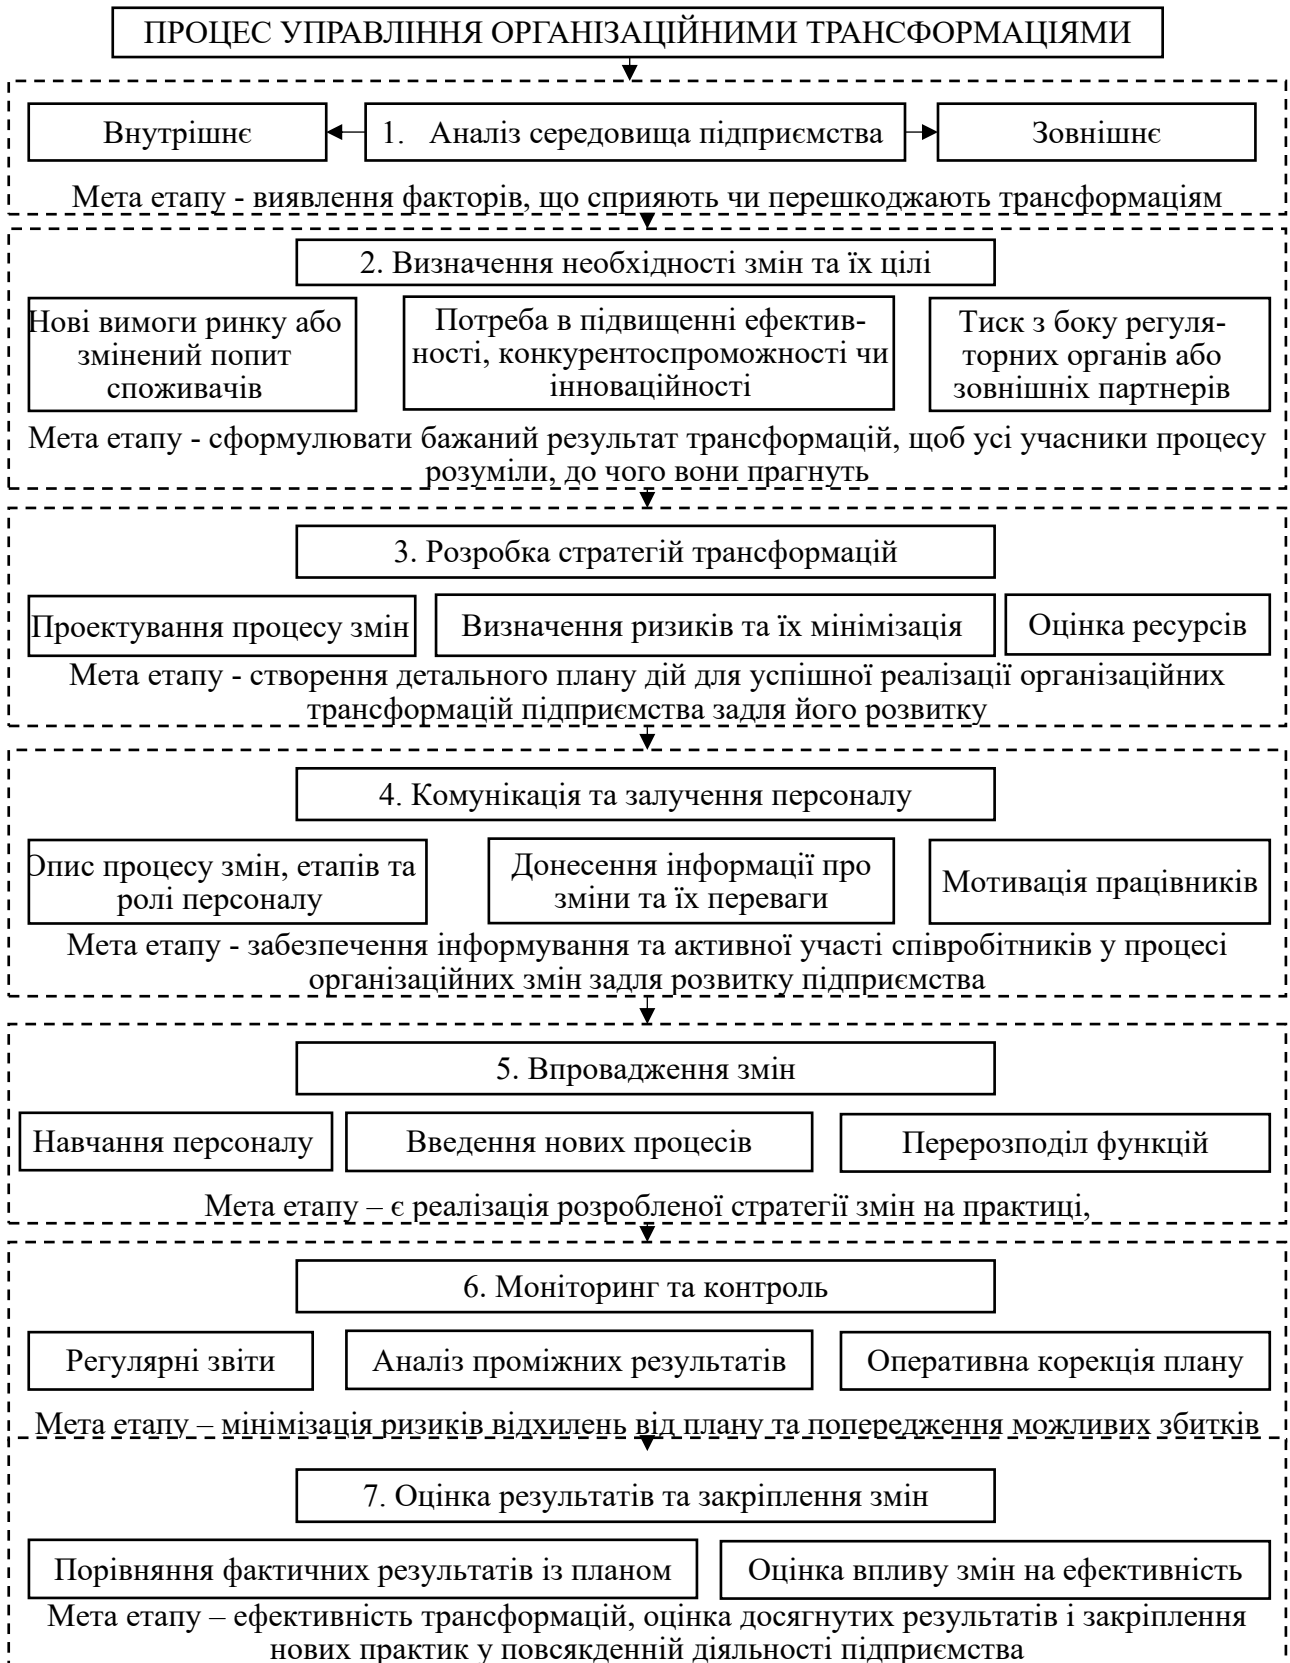 ПРОЦЕС УПРАВЛІННЯ ОРГАНІЗАЦІЙНИМИ ТРАНСФОРМАЦІЯМИ
Внутрішнє
1. Аналіз середовища підприємства
Зовнішнє
Мета етапу - виявлення факторів, що сприяють чи перешкоджають трансформаціям
2. Визначення необхідності змін та їх цілі
Нові вимоги ринку або
змінений попит
споживачів
Потреба в підвищенні ефектив-
ності, конкурентоспроможності чи
інноваційності
Тиск з боку регуля-
торних органів або
зовнішніх партнерів
Мета етапу - сформулювати бажаний результат трансформацій, щоб усі учасники процесу
розуміли, до чого вони прагнуть
3. Розробка стратегій трансформацій
Проектування процесу змін
Визначення ризиків та їх мінімізація
Оцінка ресурсів
Мета етапу - створення детального плану дій для успішної реалізації організаційних
трансформацій підприємства задля його розвитку
4. Комунікація та залучення персоналу
Опис процесу змін, етапів та
ролі персоналу
Донесення інформації про
зміни та їх переваги
Мотивація працівників
Мета етапу - забезпечення інформування та активної участі співробітників у процесі
організаційних змін задля розвитку підприємства
5. Впровадження змін
Навчання персоналу
Введення нових процесів
Перерозподіл функцій
Мета етапу – є реалізація розробленої стратегії змін на практиці,
6. Моніторинг та контроль
Регулярні звіти
Аналіз проміжних результатів
Оперативна корекція плану
Мета етапу – мінімізація ризиків відхилень від плану та попередження можливих збитків
7. Оцінка результатів та закріплення змін
Порівняння фактичних результатів із планом
Оцінка впливу змін на ефективність
Мета етапу – ефективність трансформацій, оцінка досягнутих результатів і закріплення
нових практик у повсякденній діяльності підприємства